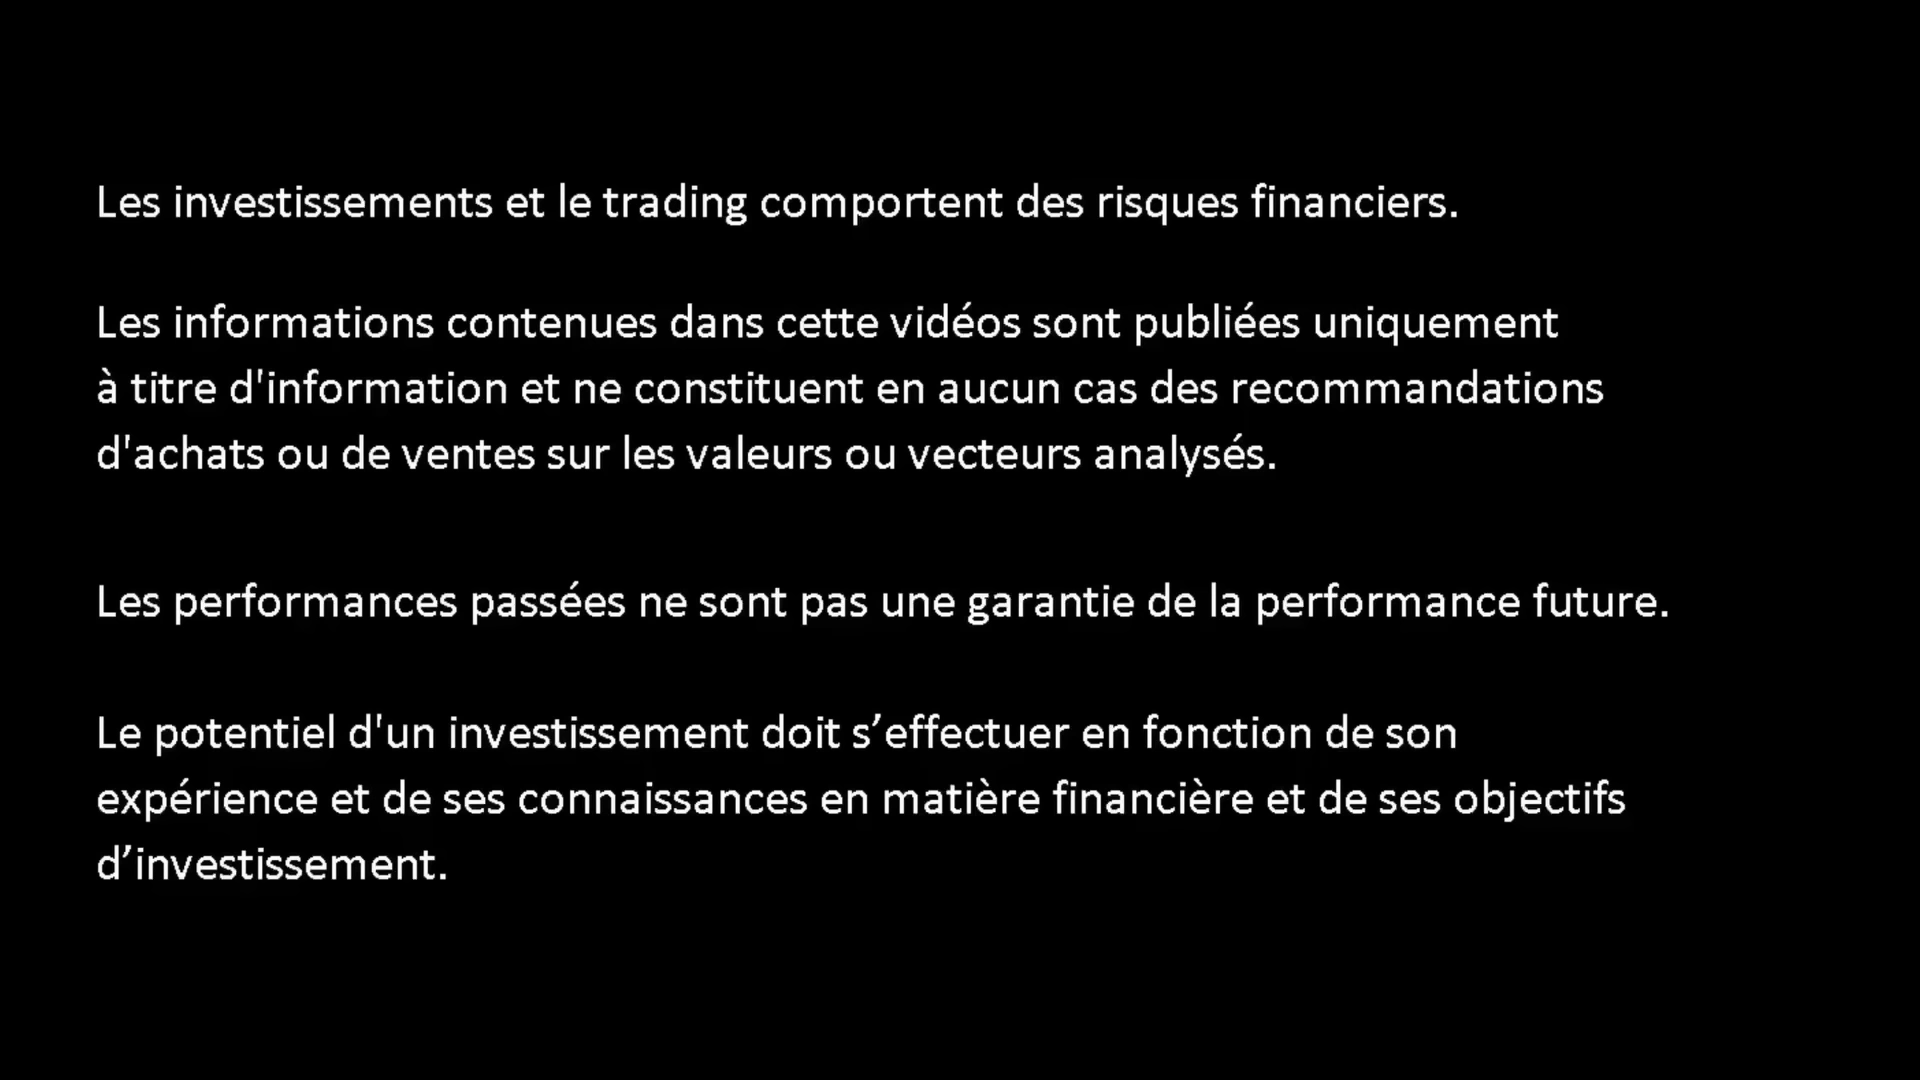 Les investissements et le trading comportent des risques financiers.
Les informations contenues dans cette vidéos sont publiées uniquement
à titre d'information et ne constituent en aucun cas des recommandations
d'achats ou de ventes sur les valeurs ou vecteurs analysés.
Les performances passées ne sont pas une garantie de la performance future.
Le potentiel d'un investissement doit s’effectuer en fonction de son
expérience et de ses connaissances en matière financière et de ses objectifs
d’investissement.